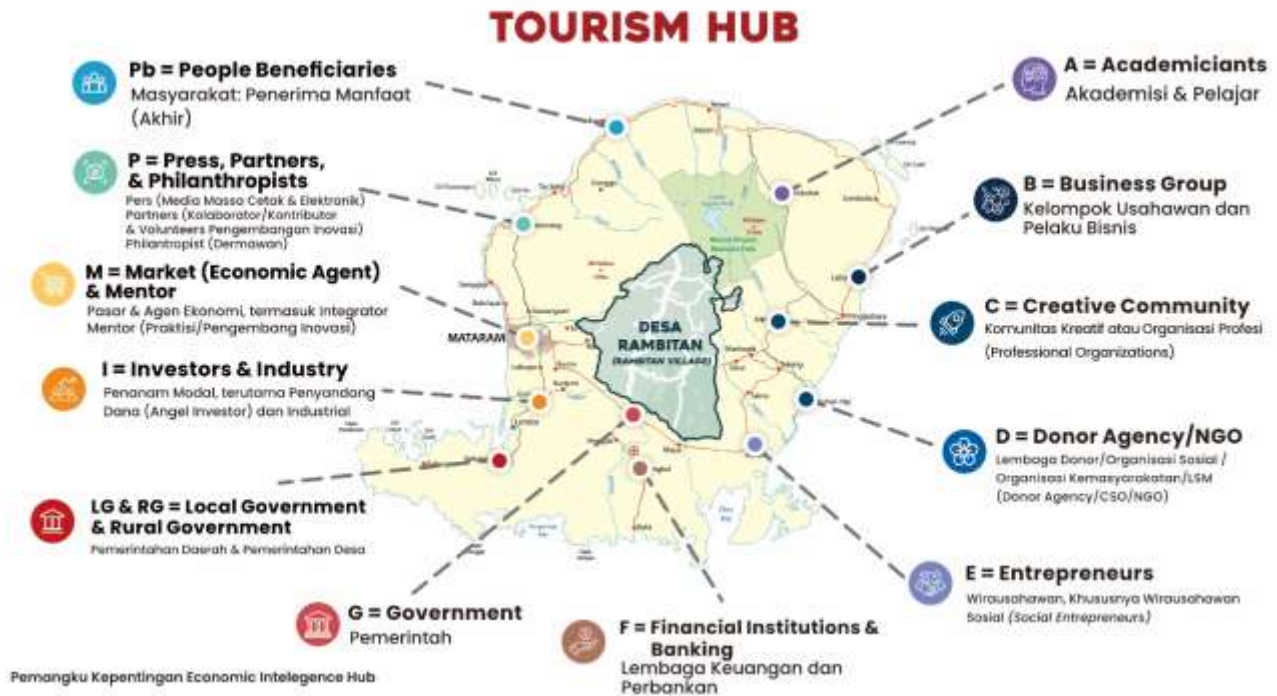 TOURISM HUB
Pb = People Beneficiaries
Masyarakat: Penerima Manfaat
(Akhir)
P = Press, Partners,
& Philanthropists
Pers (Media Massa Cetak & Elektronik)
Partners (Kolaborator/Kontributor
& Volunteers Pengembangan Inovasi)
Philantropist (Dermawan)
M = Market (Economic Agent)
& Mentor
Pasar & Agen Ekonomi, termasuk Integrator
Mentor (Praktisi/Pengembang Inovasi)
I = Investors & Industry
Penanam Modal, terutama Penyandang
Dana (Angel Investor) dan Industrial
LG & RG = Local Government
& Rural Government
Pemerintahan Daerah & Pemerintahan Desa
G = Government
Pemerintah
F = Financial Institutions &
Banking
Lembaga Keuangan dan
Perbankan
A = Academiciants
Akademisi & Pelajar
B = Business Group
Kelompok Usahawan dan
Pelaku Bisnis
C = Creative Community
Komunitas Kreatif atau Organisasi Profesi
(Professional Organizations)
D = Donor Agency/NGO
Lembaga Donor/Organisasi Sosial /
Organisasi Kemasyarakatan/LSM
(Donor Agency/CSO/NGO)
E = Entrepreneurs
Wirausahawan, Khususnya Wirausahawan
Sosial (Social Entrepreneurs)
MATARAM
DESA
RAMBITAN
(RAMBITAN VILLAGE)
Pemangku Kepentingan Economic Intelegence Hub